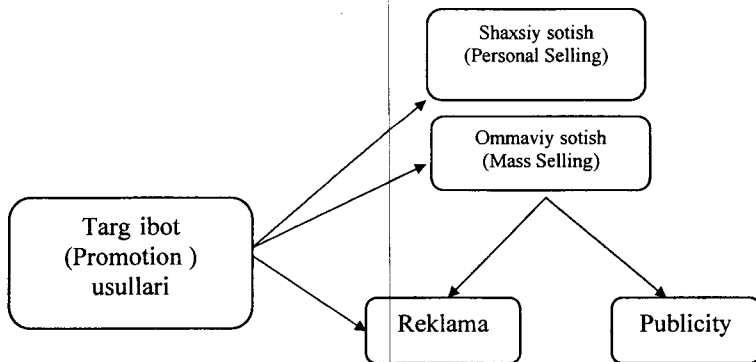 Shaxsiy sotish
(Personal Selling)
Ommaviy sotish
(Mass Selling)
Targ ibot
(Promotion )
usullari
Reklama
Publicity